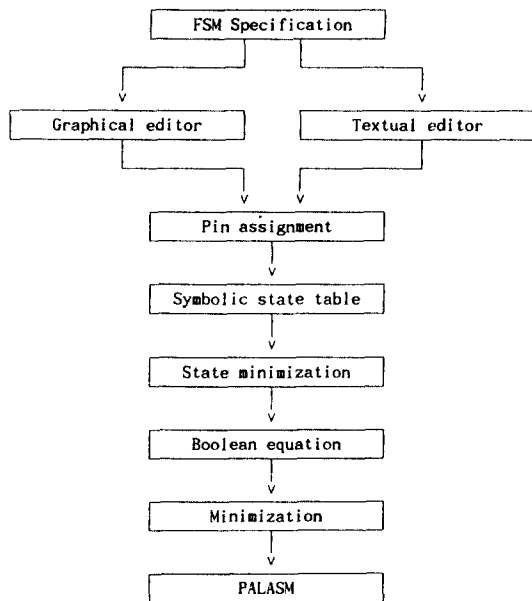 FSM Specification
Graphical editor
Textual editor
Pin assignment
Symbolic state table
State minimization
Boolean equation
Minimization
PALASM